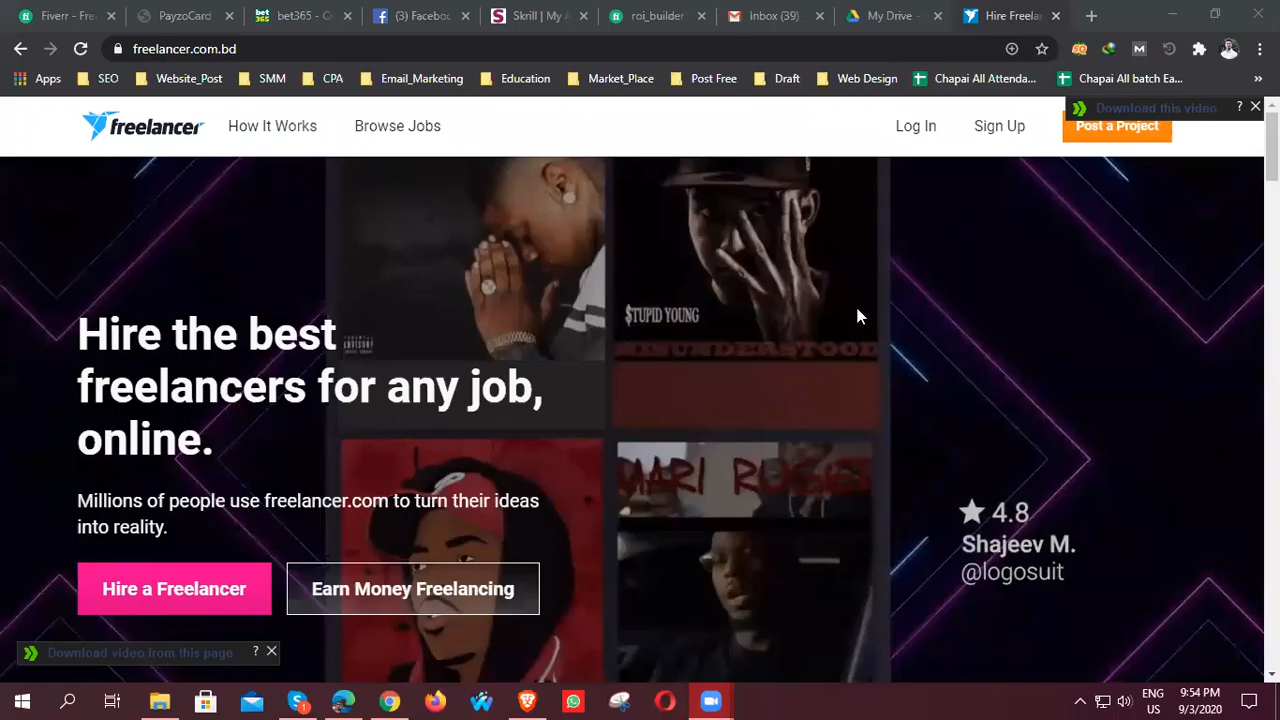 Fiverr - Fre
PayzoCard
bet365 - O
(3) Faceboo
Skrill | My A
roi_builder
Inbox (39)
My Drive -
Hire Freelan
freelancer.com.bd
Apps
SEO
Website_Post
SMM
CPA
Email_Marketing
Education
Market_Place
Post Free
Draft
Web Design
Chapai All Attenda...
Chapai All batch Ea...
»
Download this video ? ×
freelancer
How It Works
Browse Jobs
Log In
Sign Up
Post a Project
$TUPID YOUNG
MISUNDERSTOOD
Hire the best
freelancers for any job,
online.
Millions of people use freelancer.com to turn their ideas
into reality.
Hire a Freelancer
Earn Money Freelancing
4.8
Shajeev M.
@logosuit
Download video from this page ? ×
ENG
US
9:54 PM
9/3/2020